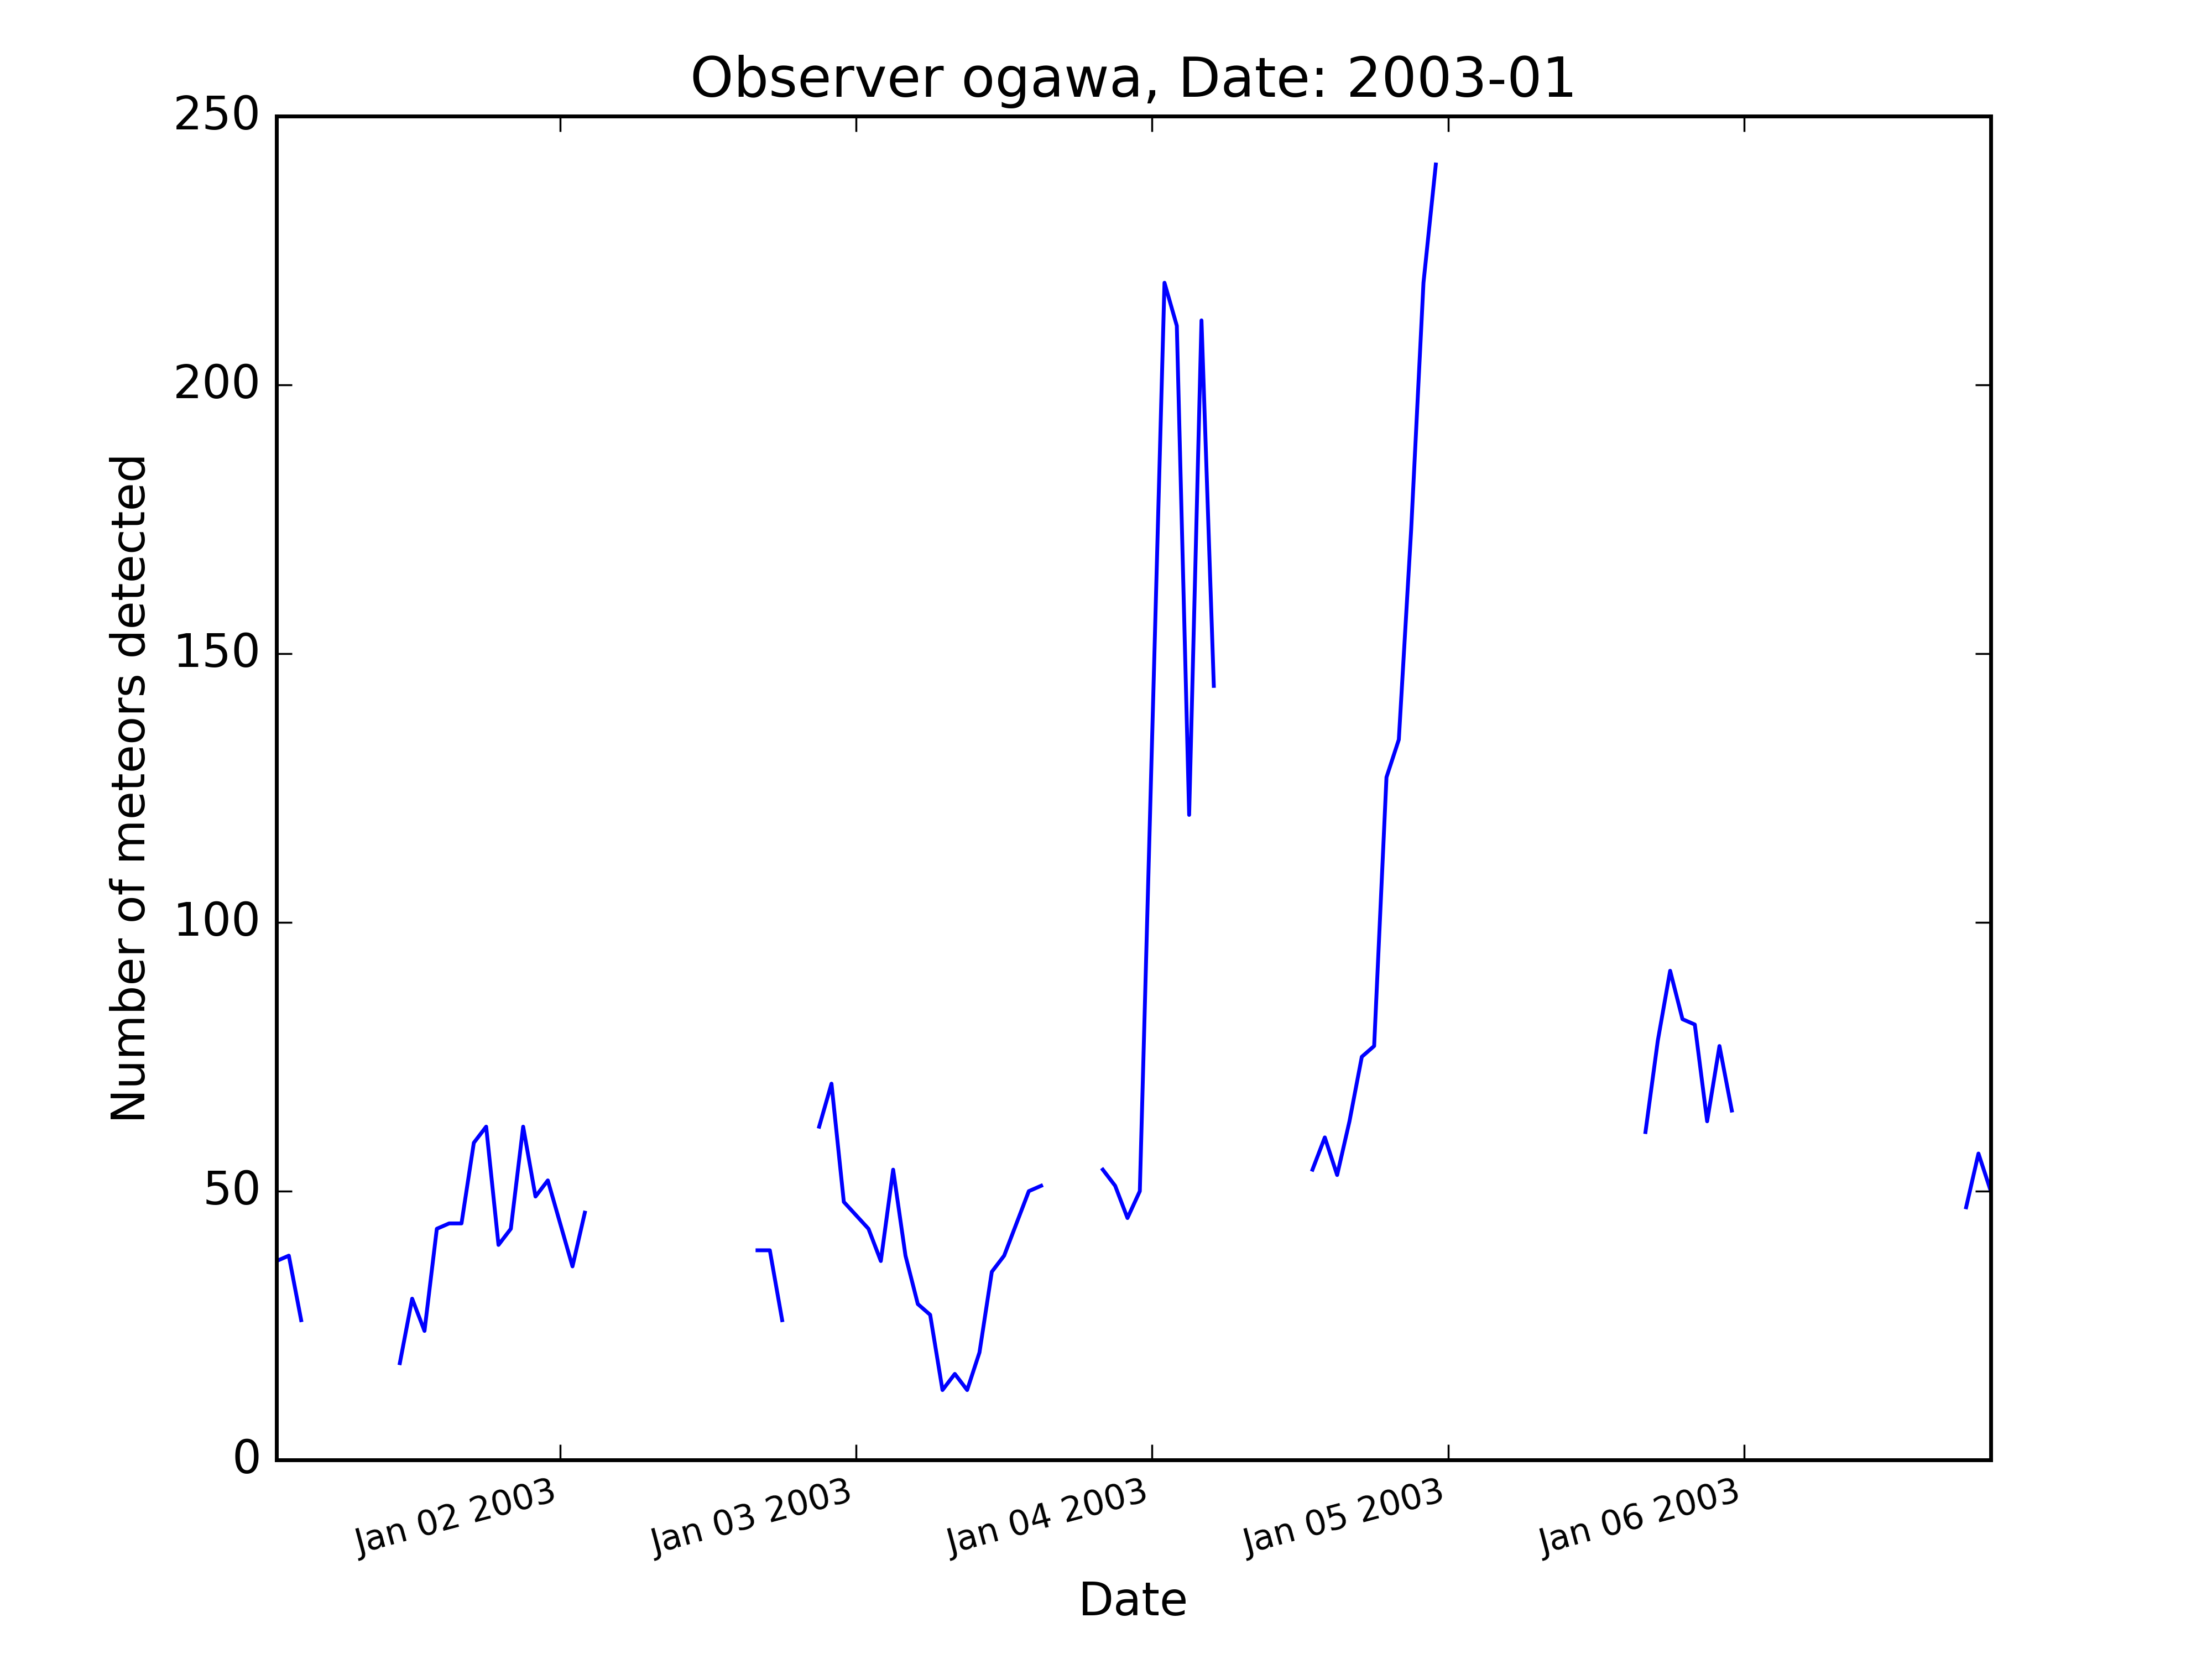 Observer ogawa, Date: 2003-01
250
200
150
100
50
0
Number of meteors detected
Jan 02 2003
Jan 03 2003
Jan 04 2003
Jan 05 2003
Jan 06 2003
Date